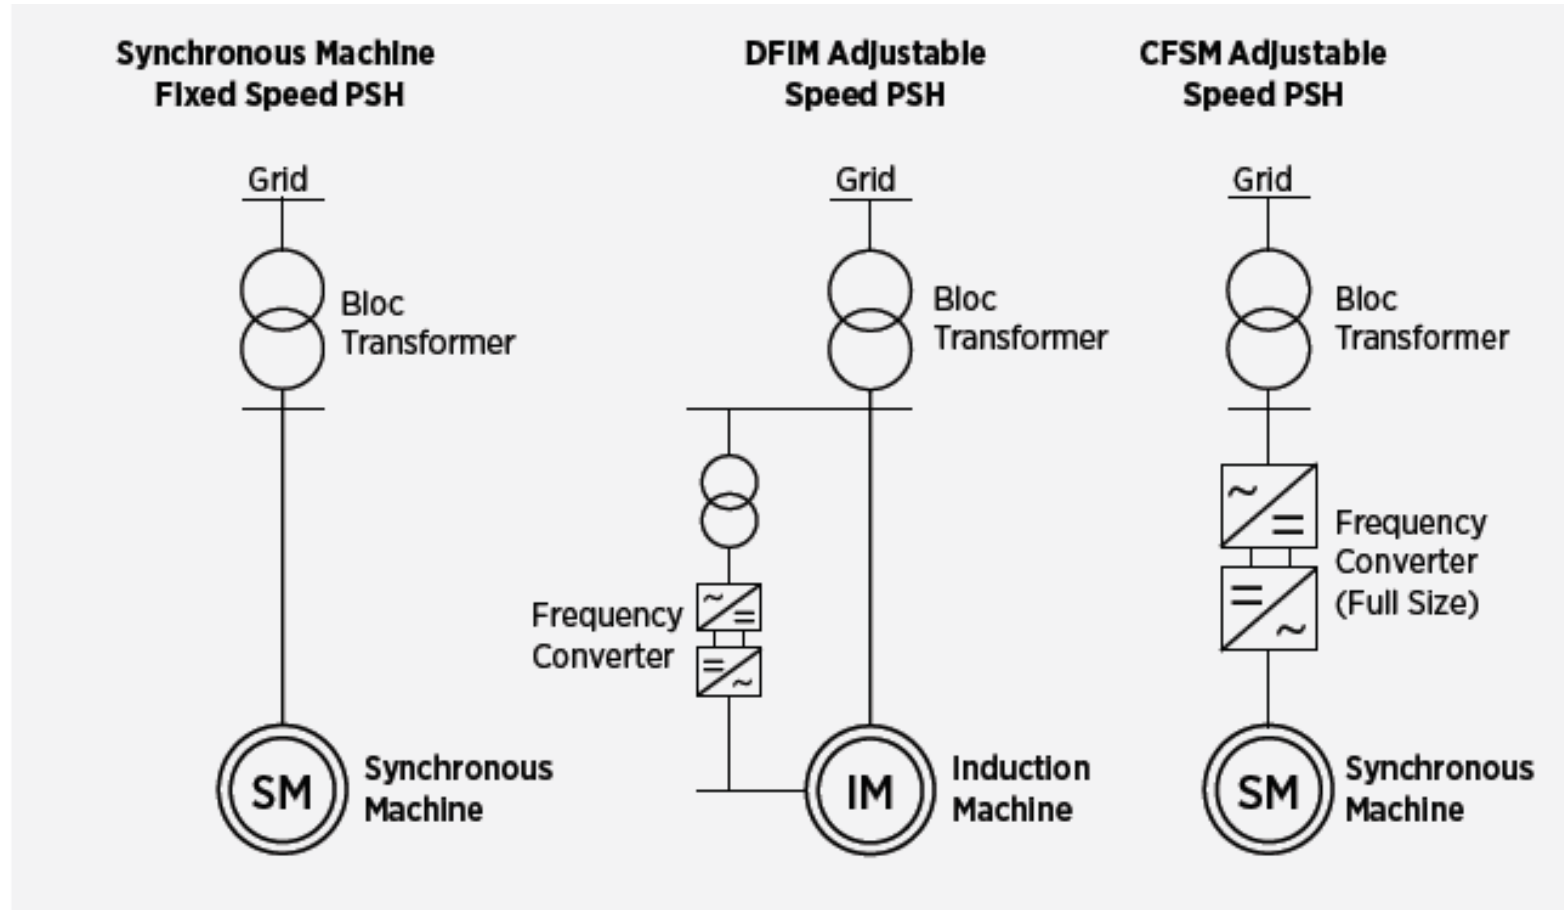 Synchronous Machine
Fixed Speed PSH
Grid
Bloc
Transformer
SM
Synchronous
Machine
DFIM Adjustable
Speed PSH
Grid
Bloc
Transformer
~
=
=
~
Frequency
Converter
IM
Induction
Machine
CFSM Adjustable
Speed PSH
Grid
Bloc
Transformer
~
=
=
~
Frequency
Converter
(Full Size)
SM
Synchronous
Machine